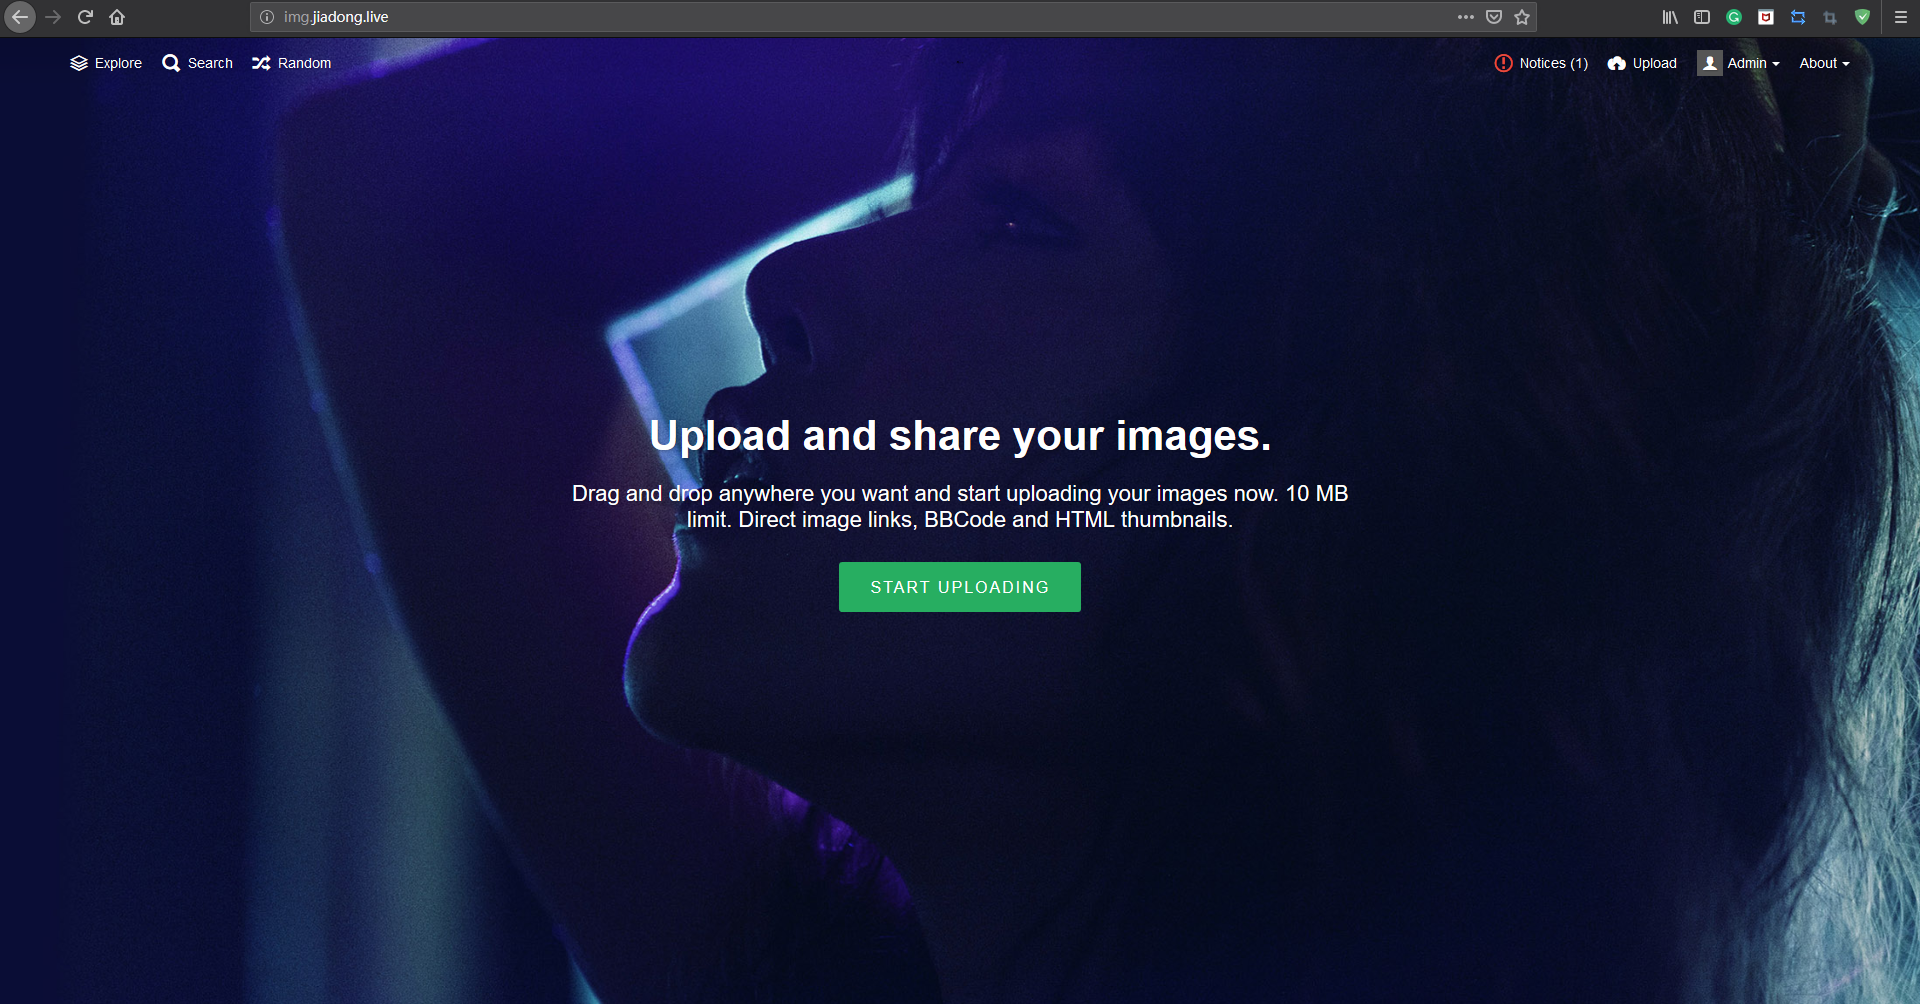 img.jiadong.live
Explore
Search
Random
Notices (1)
Upload
Admin
About
Upload and share your images.
Drag and drop anywhere you want and start uploading your images now. 10 MB
limit. Direct image links, BBCode and HTML thumbnails.
START UPLOADING